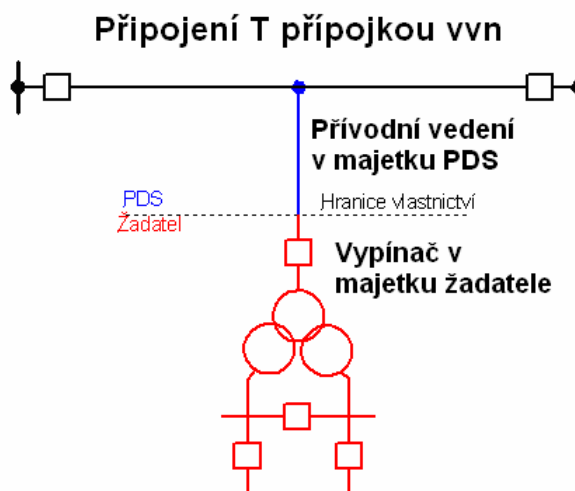 Připojení T přípojkou vvn
Přívodní vedení
v majetku PDS
PDS
Hranice vlastnictví
Žadatel
Vypínač v
majetku žadatele